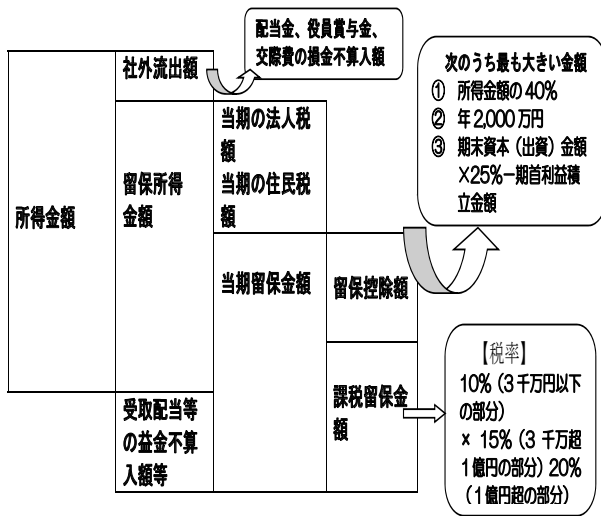 配当金、役員賞与金、
交際費の損金不算入額
社外流出額
次のうち最も大きい金額
① 所得金額の40%
② 年2,000万円
③ 期末資本（出資）金額
×25%ー期首利益積
立金額
当期の法人税
額
当期の住民税
額
留保所得
金額
所得金額
当期留保金額
留保控除額
【税率】
10%（3千万円以下
の部分）
× 15%（3 千万超
1億円の部分）20%
（1億円超の部分）
課税留保金
額
受取配当等
の益金不算
入額等